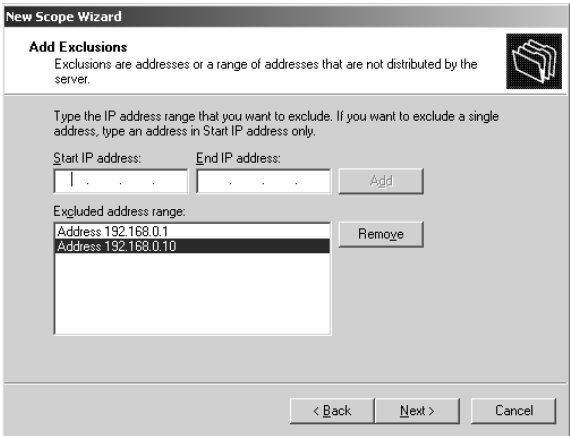 New Scope Wizard
Add Exclusions
Exclusions are addresses or a range of addresses that are not distributed by the
server.
Type the IP address range that you want to exclude. If you want to exclude a single
address, type an address in Start IP address only.
Start IP address:
End IP address:
Add
Excluded address range:
Address 192.168.0.1
Address 192.168.0.10
Remove
< Back
Next >
Cancel